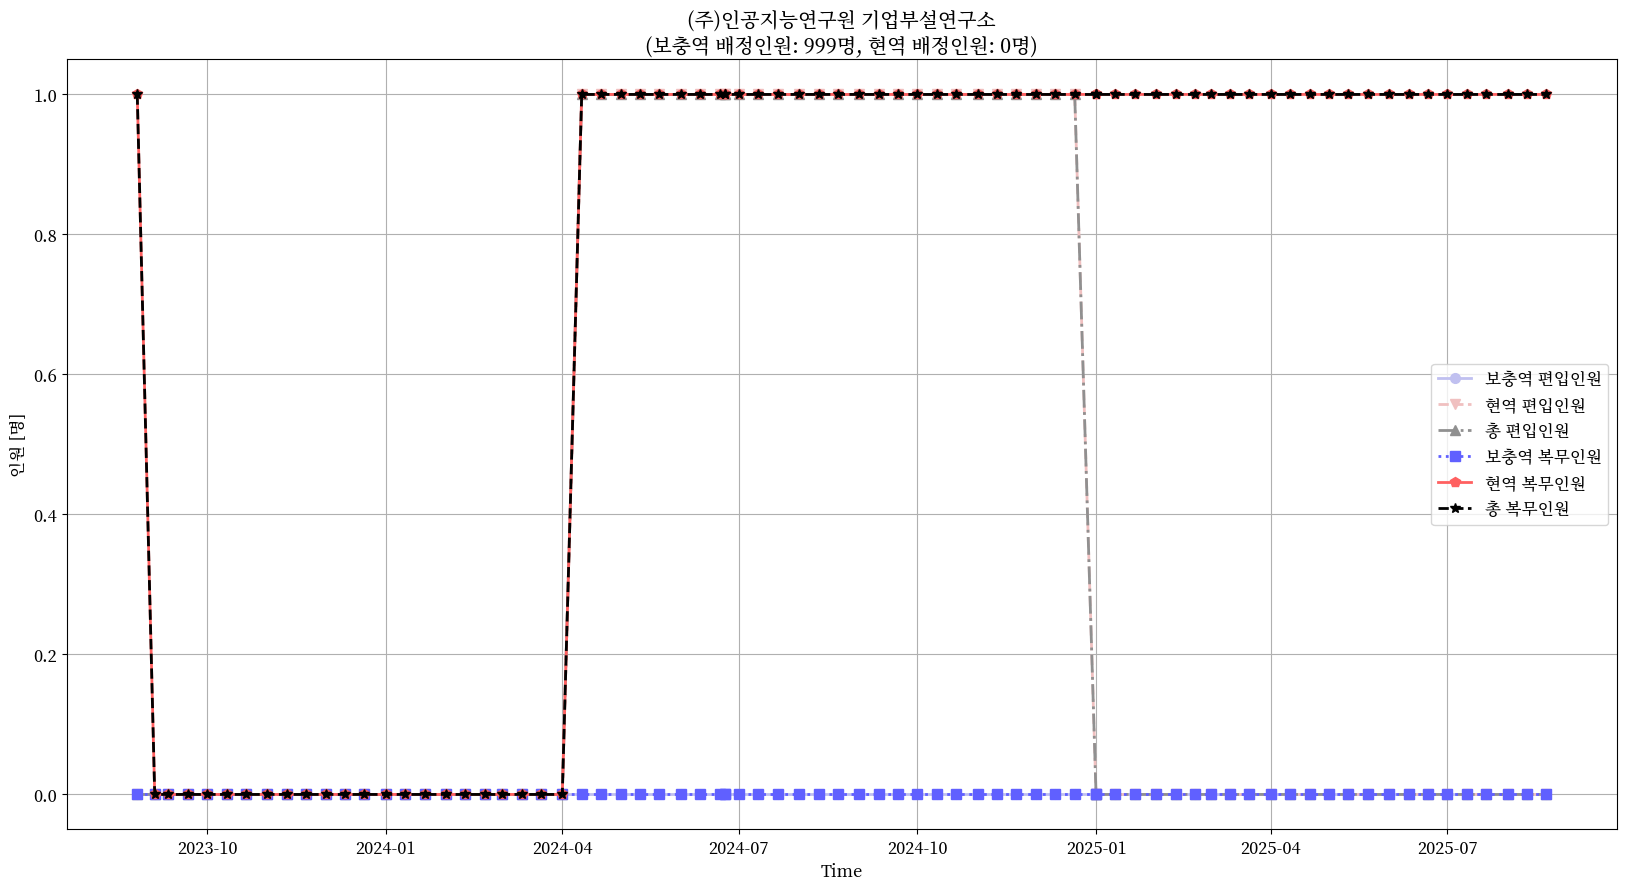 (주)인공지능연구원 기업부설연구소
(보충역 배정인원: 999명, 현역 배정인원: 0명)
인원 [명]
1.0
0.8
0.6
0.4
0.2
0.0
보충역 편입인원
현역 편입인원
총 편입인원
보충역 복무인원
현역 복무인원
총 복무인원
2023-10 2024-01 2024-04 2024-07 2024-10 2025-01 2025-04 2025-07
Time